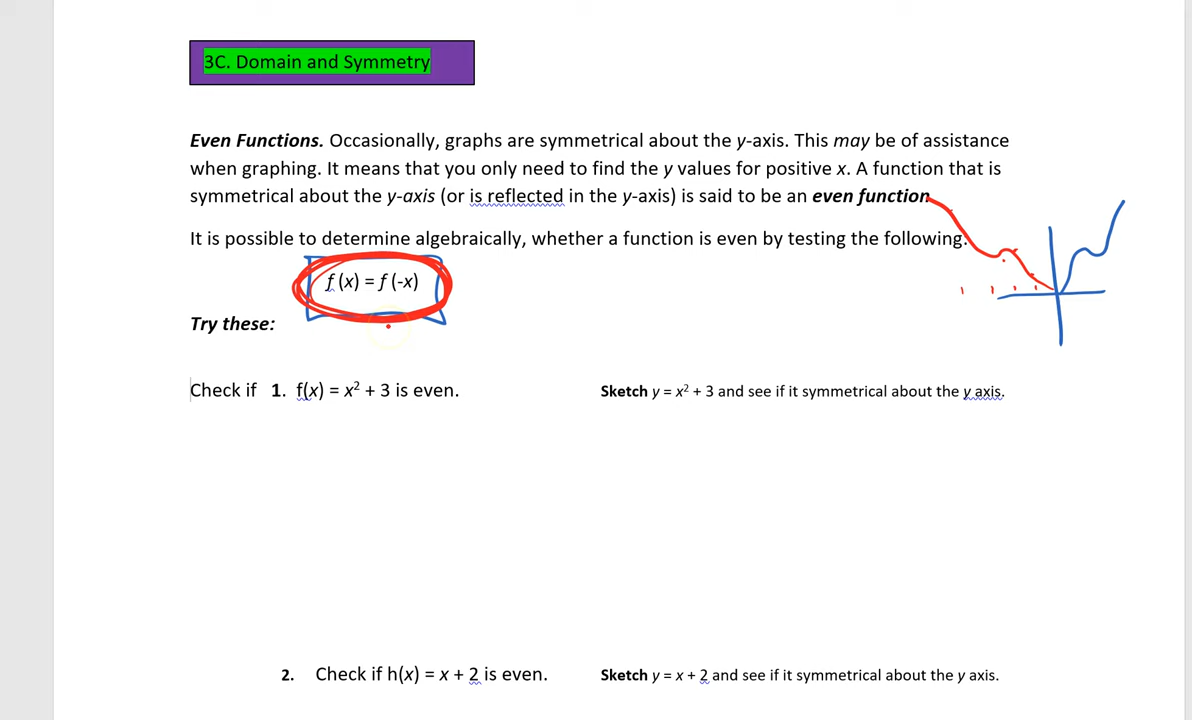 3C. Domain and Symmetry
Even Functions. Occasionally, graphs are symmetrical about the y-axis. This may be of assistance
when graphing. It means that you only need to find the y values for positive x. A function that is
symmetrical about the y-axis (or is reflected in the y-axis) is said to be an even function.
It is possible to determine algebraically, whether a function is even by testing the following:
f (x) = f (-x)
Try these:
Check if 1. f(x) = x² + 3 is even. Sketch y = x² + 3 and see if it symmetrical about the y axis.
2. Check if h(x) = x + 2 is even. Sketch y = x + 2 and see if it symmetrical about the y axis.